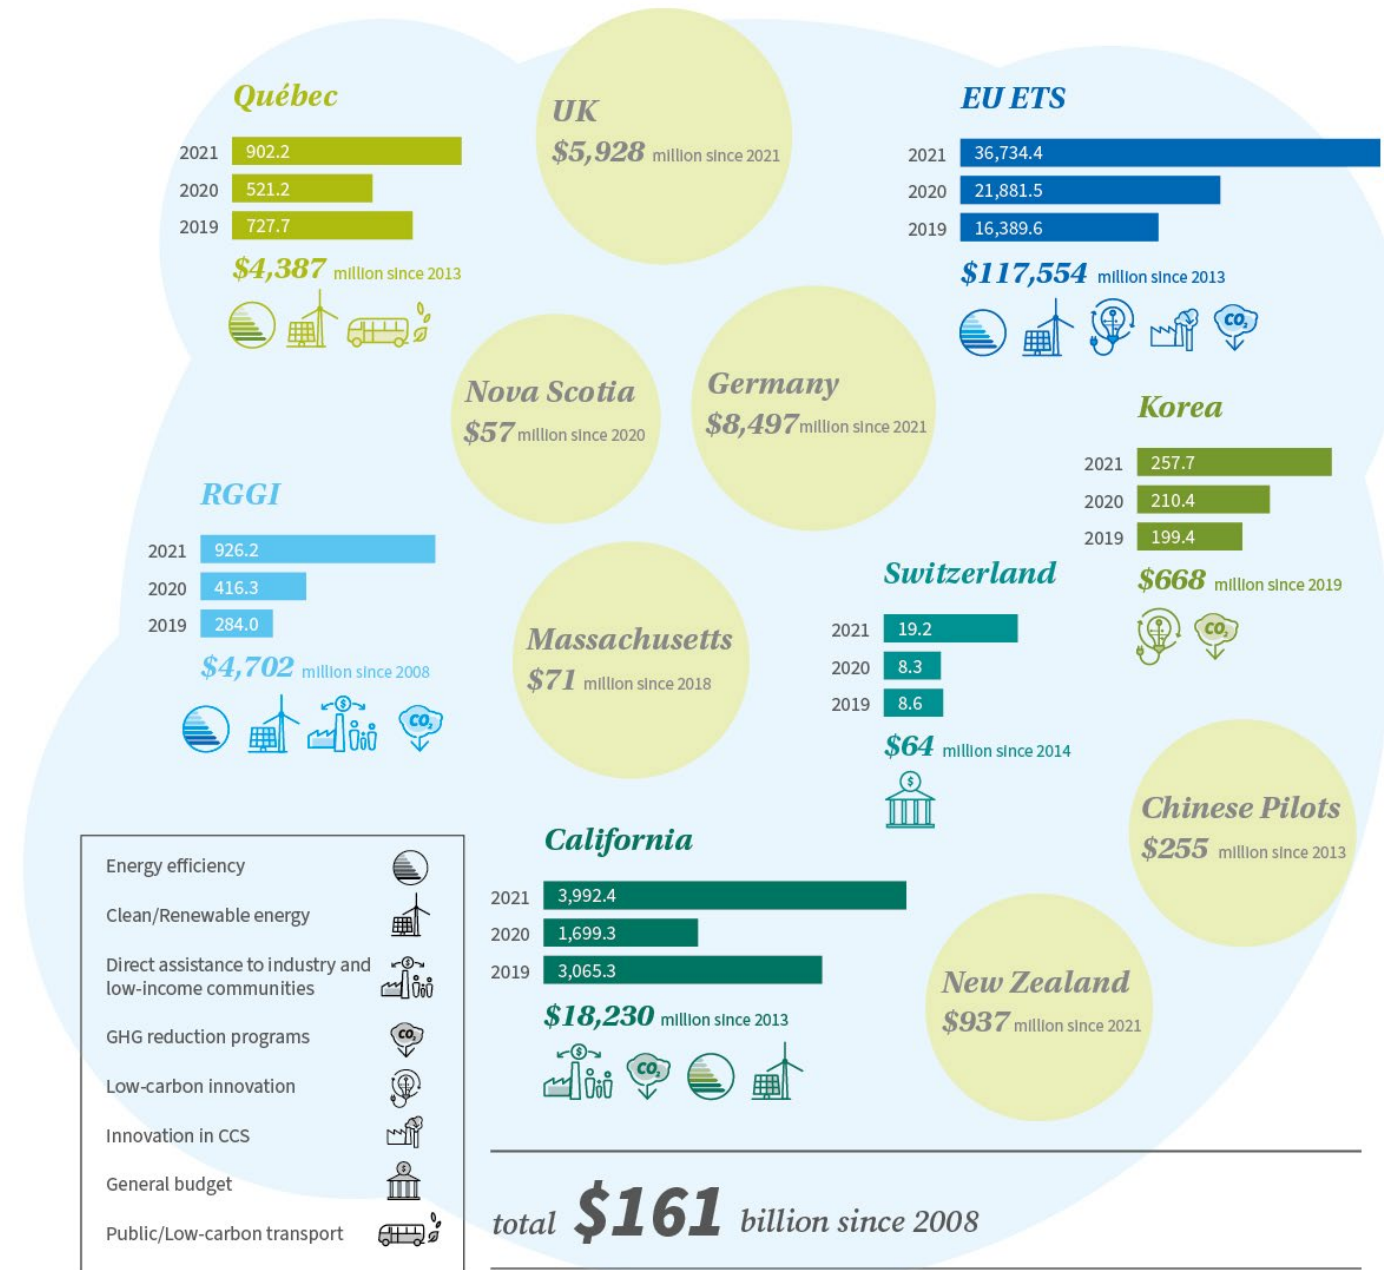 Québec
2021 902.2
2020 521.2
2019 727.7
$4,387 million since 2013
UK
$5,928 million since 2021
EU ETS
2021 36,734.4
2020 21,881.5
2019 16,389.6
$117,554 million since 2013
CO₂
Nova Scotia
$57 million since 2020
Germany
$8,497 million since 2021
Korea
2021 257.7
2020 210.4
2019 199.4
$668 million since 2019
CO₂
RGGI
2021 926.2
2020 416.3
2019 284.0
$4,702 million since 2008
$
CO₂
Massachusetts
$71 million since 2018
Switzerland
2021 19.2
2020 8.3
2019 8.6
$64 million since 2014
$
Chinese Pilots
$255 million since 2013
California
2021 3,992.4
2020 1,699.3
2019 3,065.3
$18,230 million since 2013
$
CO₂
New Zealand
$937 million since 2021
Energy efficiency
Clean/Renewable energy
Direct assistance to industry and
low-income communities
$
GHG reduction programs
CO₂
Low-carbon innovation
Innovation in CCS
General budget
$
Public/Low-carbon transport
total $161 billion since 2008